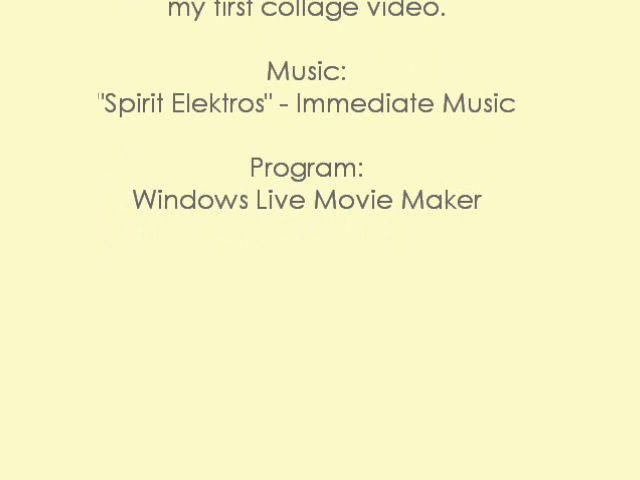 my first collage video.
Music:
"Spirit Elektros" - Immediate Music
Program:
Windows Live Movie Maker